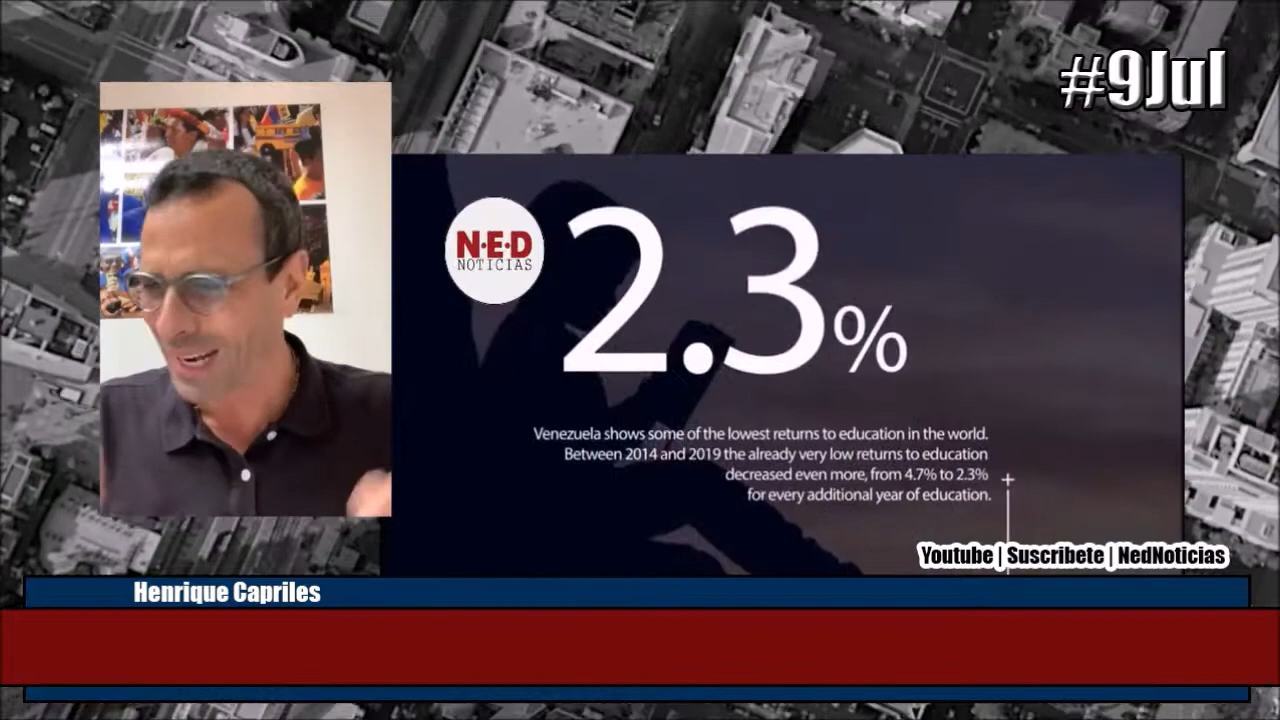 #9Jul
N·E·D
NOTICIAS
2.3%
Venezuela shows some of the lowest returns to education in the world.
Between 2014 and 2019 the already very low returns to education
decreased even more, from 4.7% to 2.3%
for every additional year of education.
Youtube | Suscribete | NedNoticias
Henrique Capriles